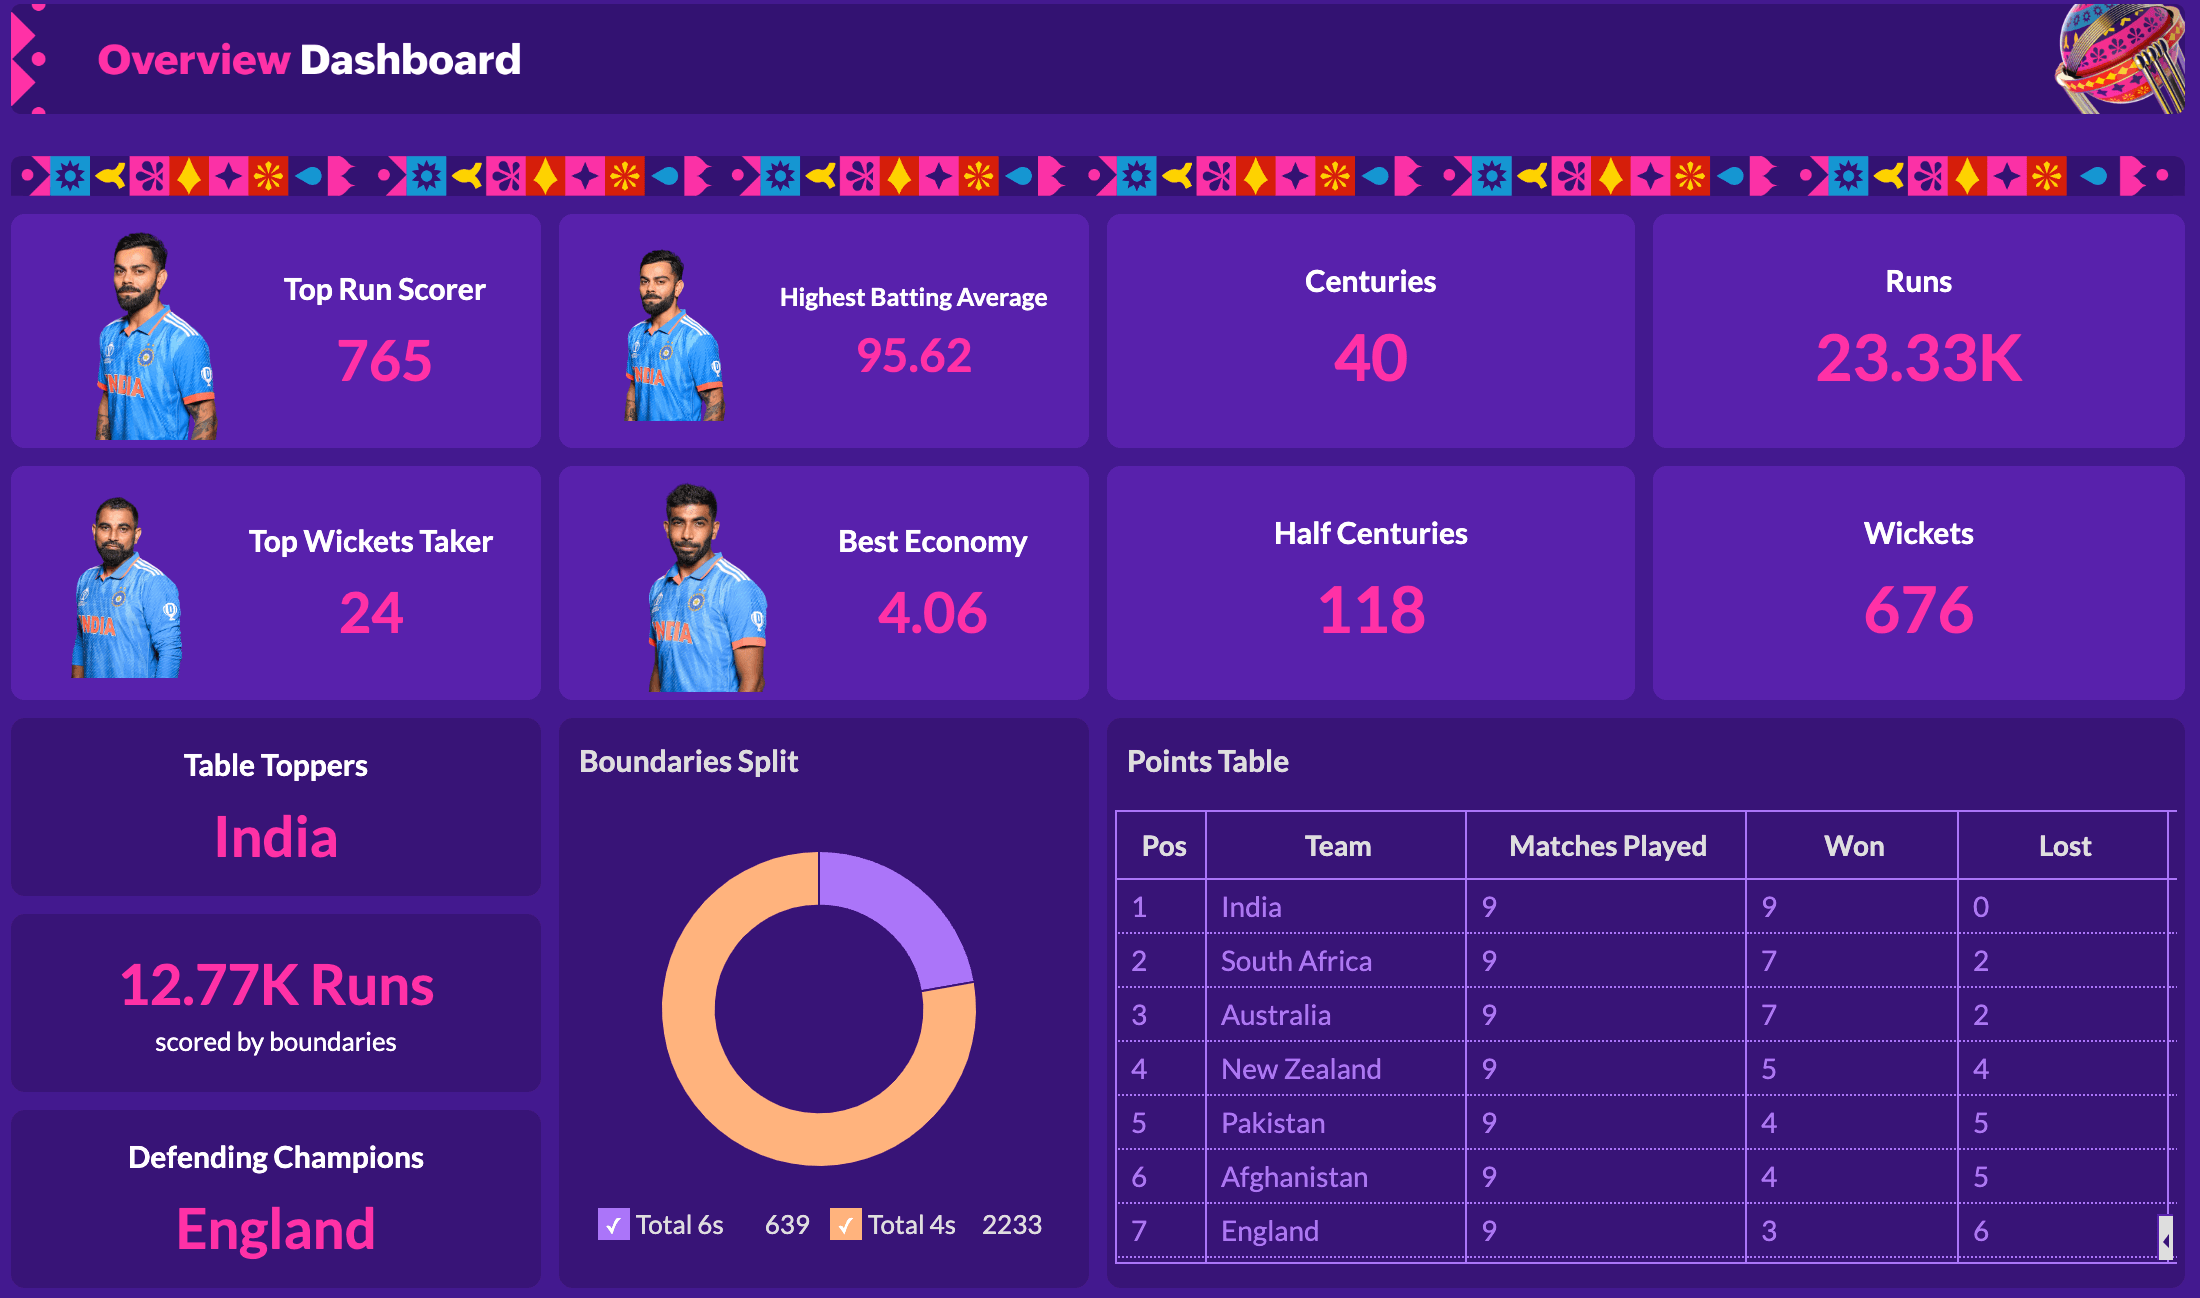 Overview Dashboard
Top Run Scorer
765
Highest Batting Average
95.62
Centuries
40
Runs
23.33K
Top Wickets Taker
24
Best Economy
4.06
Half Centuries
118
Wickets
676
Table Toppers
India
12.77K Runs
scored by boundaries
Defending Champions
England
Boundaries Split
Total 6s 639 Total 4s 2233
Points Table
Pos Team Matches Played Won Lost
1 India 9 9 0
2 South Africa 9 7 2
3 Australia 9 7 2
4 New Zealand 9 5 4
5 Pakistan 9 4 5
6 Afghanistan 9 4 5
7 England 9 3 6